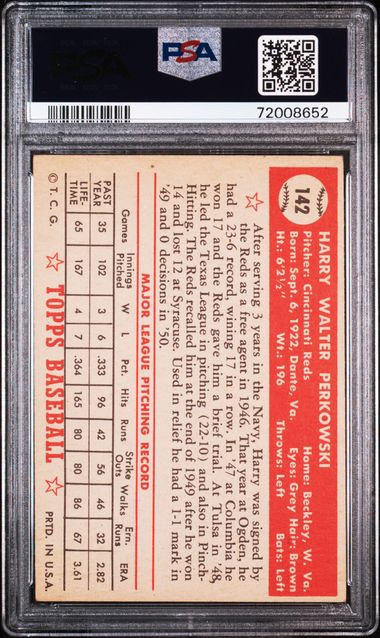 PSA
72008652
142
HARRY WALTER PERKOWSKI
Pitcher: Cincinnati Reds Home: Beckley, W. Va.
Born: Sept. 6, 1922, Dante, Va. Eyes: Grey Hair: Brown
Ht.: 6'2½" Wt.: 196 Throws: Left Bats: Left
After serving 3 years in the Navy, Harry was signed by
the Reds as a free agent in 1946. That year at Ogden, he
had a 23-6 record, wining 17 in a row. In '47 at Columbia he
won 17 and the Reds gave him a brief trial. At Tulsa in '48,
he led the Texas League in pitching (22-10) and also in Pinch-
Hitting. The Reds recalled him at the end of 1949 after he won
14 and lost 12 at Syracuse. Used in relief he had a 1-1 mark in
'49 and 0 decisions in '50.
MAJOR LEAGUE PITCHING RECORD
Games Innings Pitched W L Pct. Hits Runs Strike Outs Walks Ern. Runs ERA
PAST YEAR 35 102 3 6 .333 96 42 56 46 32 2.82
LIFE-TIME 65 167 4 7 .364 165 80 80 86 67 3.61
© T. C. G. TOPPS BASEBALL PRTD. IN U.S.A.